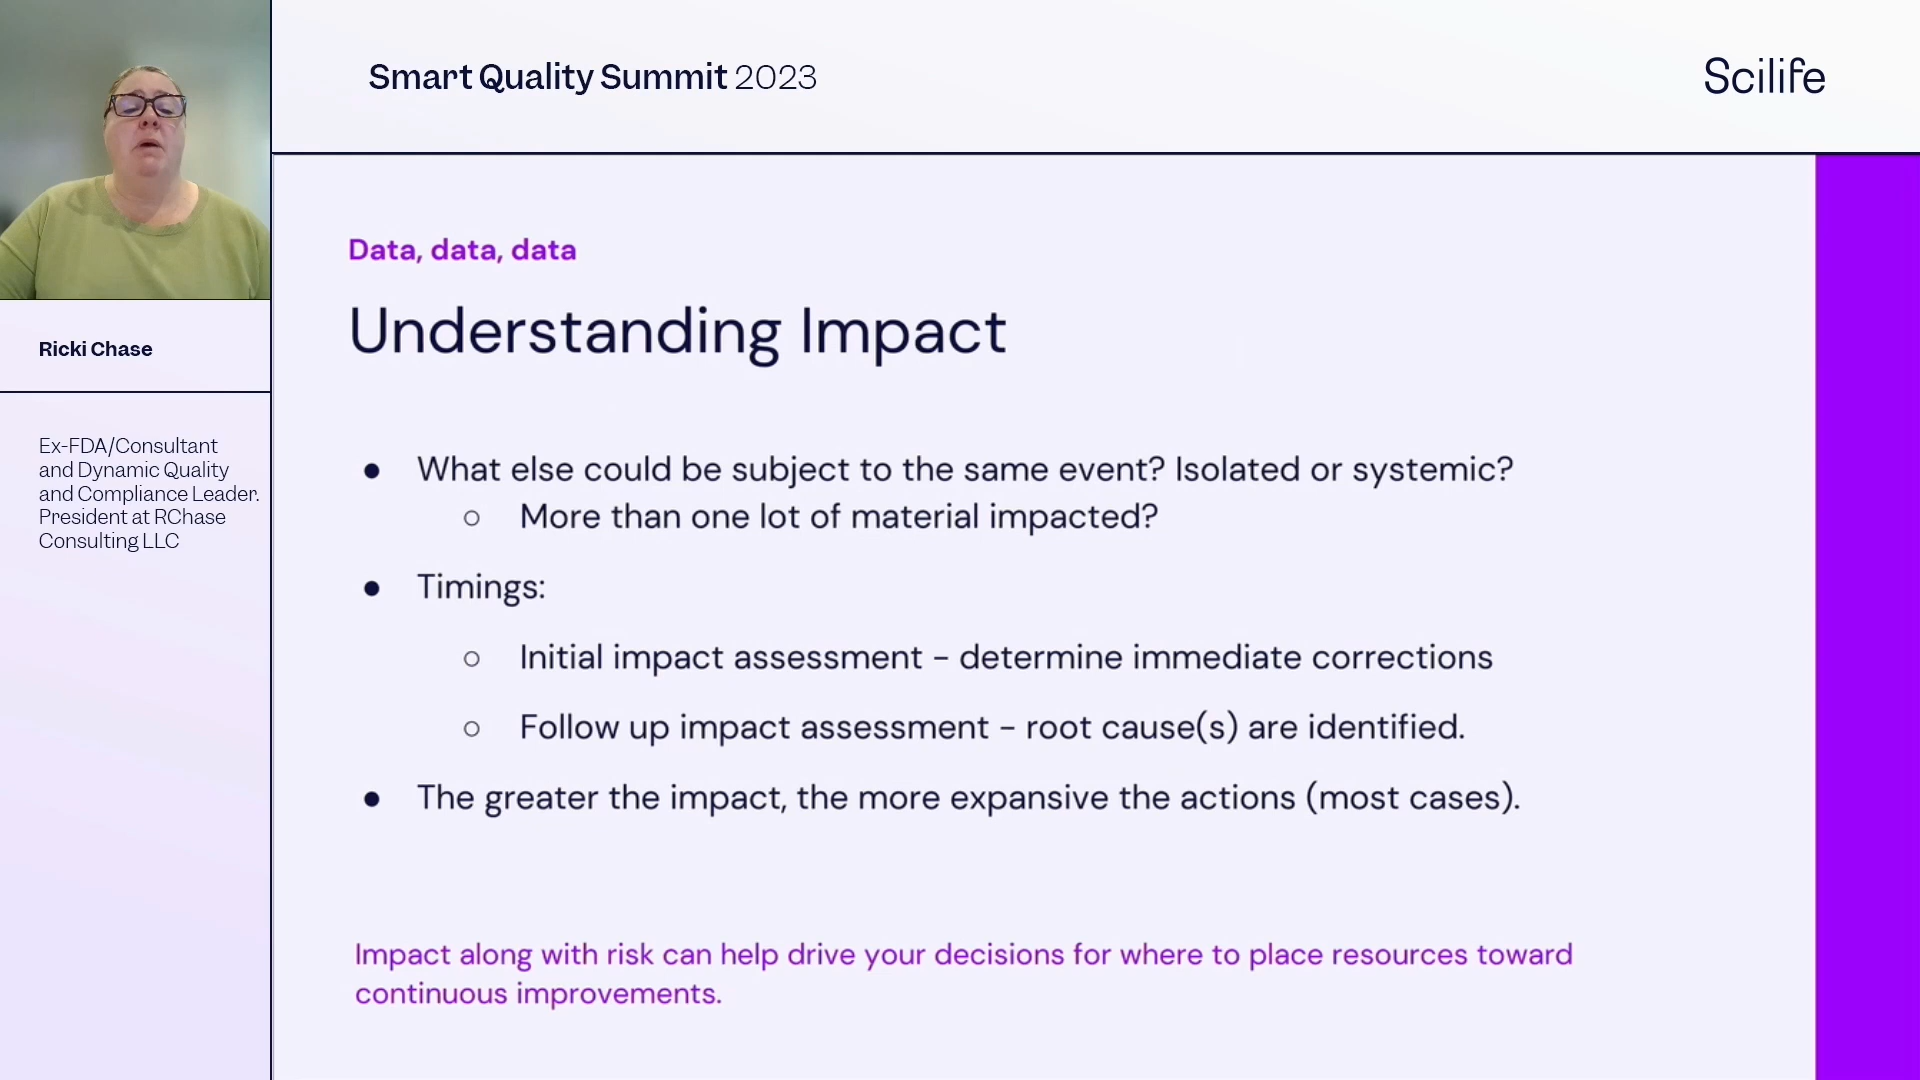 Smart Quality Summit 2023
Scilife
Ricki Chase
Ex-FDA/Consultant
and Dynamic Quality
and Compliance Leader.
President at RChase
Consulting LLC
Data, data, data
Understanding Impact
● What else could be subject to the same event? Isolated or systemic?
○ More than one lot of material impacted?
● Timings:
○ Initial impact assessment – determine immediate corrections
○ Follow up impact assessment – root cause(s) are identified.
● The greater the impact, the more expansive the actions (most cases).
Impact along with risk can help drive your decisions for where to place resources toward
continuous improvements.